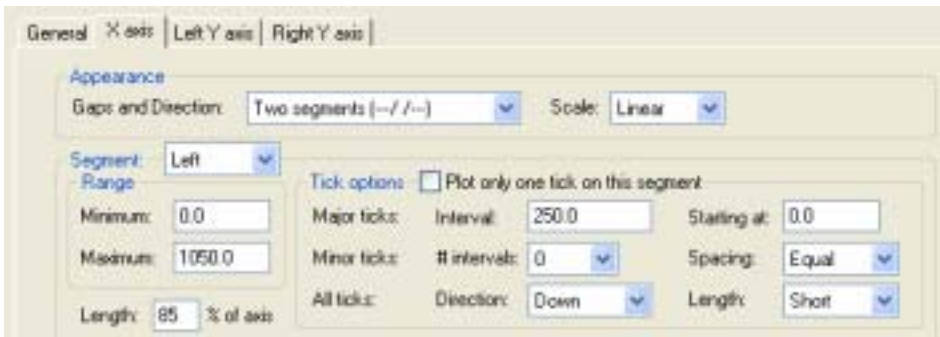 General X axis Left Y axis Right Y axis
Appearance
Gaps and Direction: Two segments (---/ /---) Scale: Linear
Segment: Left
Range Tick options Plot only one tick on this segment
Minimum: 0.0 Major ticks: Interval: 250.0 Starting at: 0.0
Maximum: 1050.0 Minor ticks: # intervals: 0 Spacing: Equal
Length: 85 % of axis All ticks: Direction: Down Length: Short